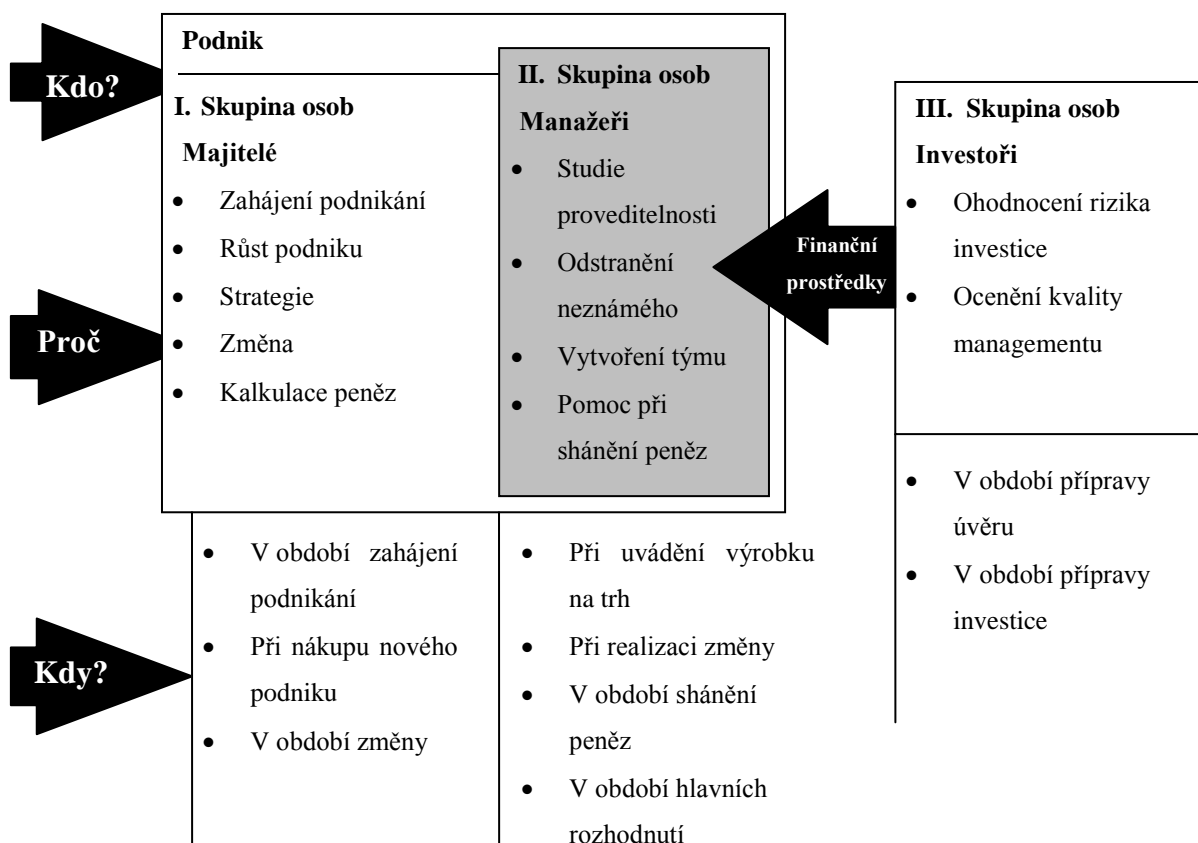 Kdo?
Podnik
I. Skupina osob
Majitelé
• Zahájení podnikání
• Růst podniku
• Strategie
• Změna
• Kalkulace peněz
II. Skupina osob
Manažeři
• Studie
proveditelnosti
• Odstranění
neznámého
• Vytvoření týmu
• Pomoc při
shánění peněz
Finanční
prostředky
III. Skupina osob
Investoři
• Ohodnocení rizika
investice
• Ocenění kvality
managementu
Proč
Kdy?
• V období zahájení
podnikání
• Při nákupu nového
podniku
• V období změny
• Při uvádění výrobku
na trh
• Při realizaci změny
• V období shánění
peněz
• V období hlavních
rozhodnutí
• V období přípravy
úvěru
• V období přípravy
investice